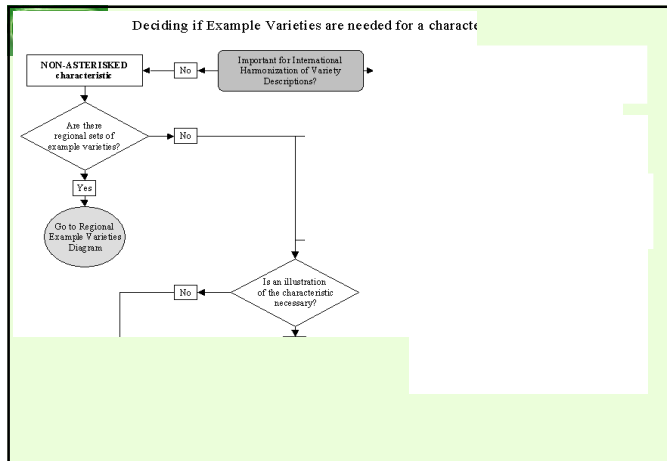 Deciding if Example Varieties are needed for a characte
NON-ASTERISKED
characteristic
No
Important for International
Harmonization of Variety
Descriptions?
Are there
regional sets of
example varieties?
No
Yes
Go to Regional
Example Varieties
Diagram
Is an illustration
of the characteristic
necessary?
No